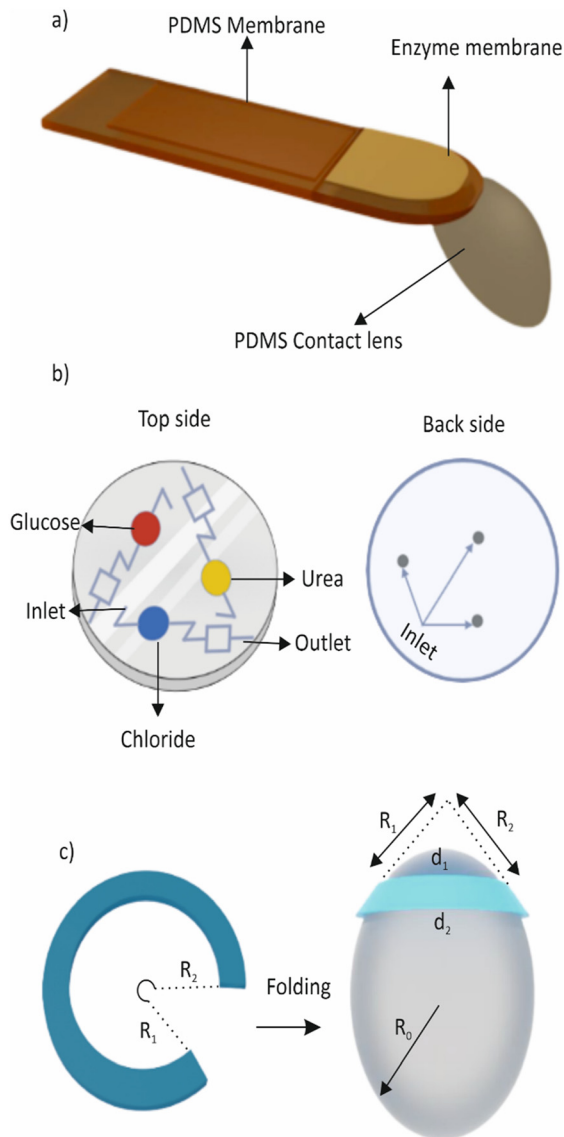 a)
PDMS Membrane
Enzyme membrane
PDMS Contact lens
b)
Top side
Back side
Glucose
Urea
Inlet
Outlet
Chloride
Inlet
c)
R₂
R₁
Folding
R₁
R₂
d₁
d₂
R₀